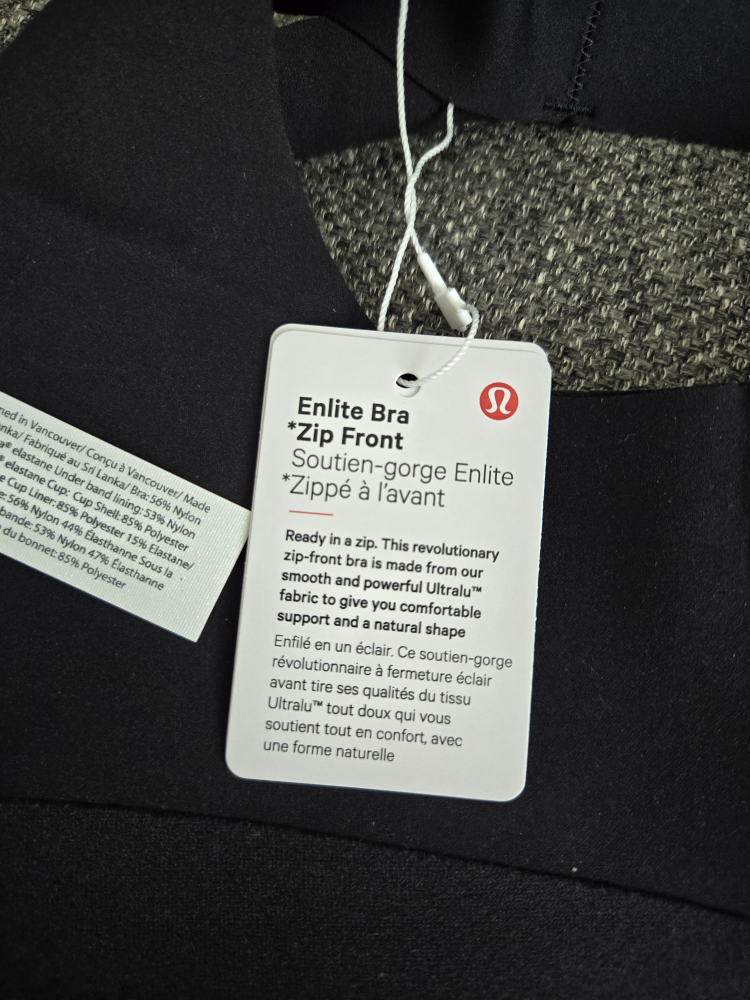 Enlite Bra
*Zip Front
Soutien-gorge Enlite
*Zippé à l'avant
Ready in a zip. This revolutionary
zip-front bra is made from our
smooth and powerful Ultralu™
fabric to give you comfortable
support and a natural shape
Enfilé en un éclair. Ce soutien-gorge
révolutionnaire à fermeture éclair
avant tire ses qualités du tissu
Ultralu™ tout doux qui vous
soutient tout en confort, avec
une forme naturelle
in Vancouver/ Conçu à Vancouver/ Made
Fabriqué au Sri Lanka/ Bra: 56% Nylon
elastane Under band lining: 53% Nylon
elastane Cup: Cup Shell: 85% Polyester
Cup Liner: 85% Polyester 15% Elastane/
56% Nylon 44% Élasthanne Sous la
bande: 53% Nylon 47% Élasthanne
du bonnet: 85% Polyester